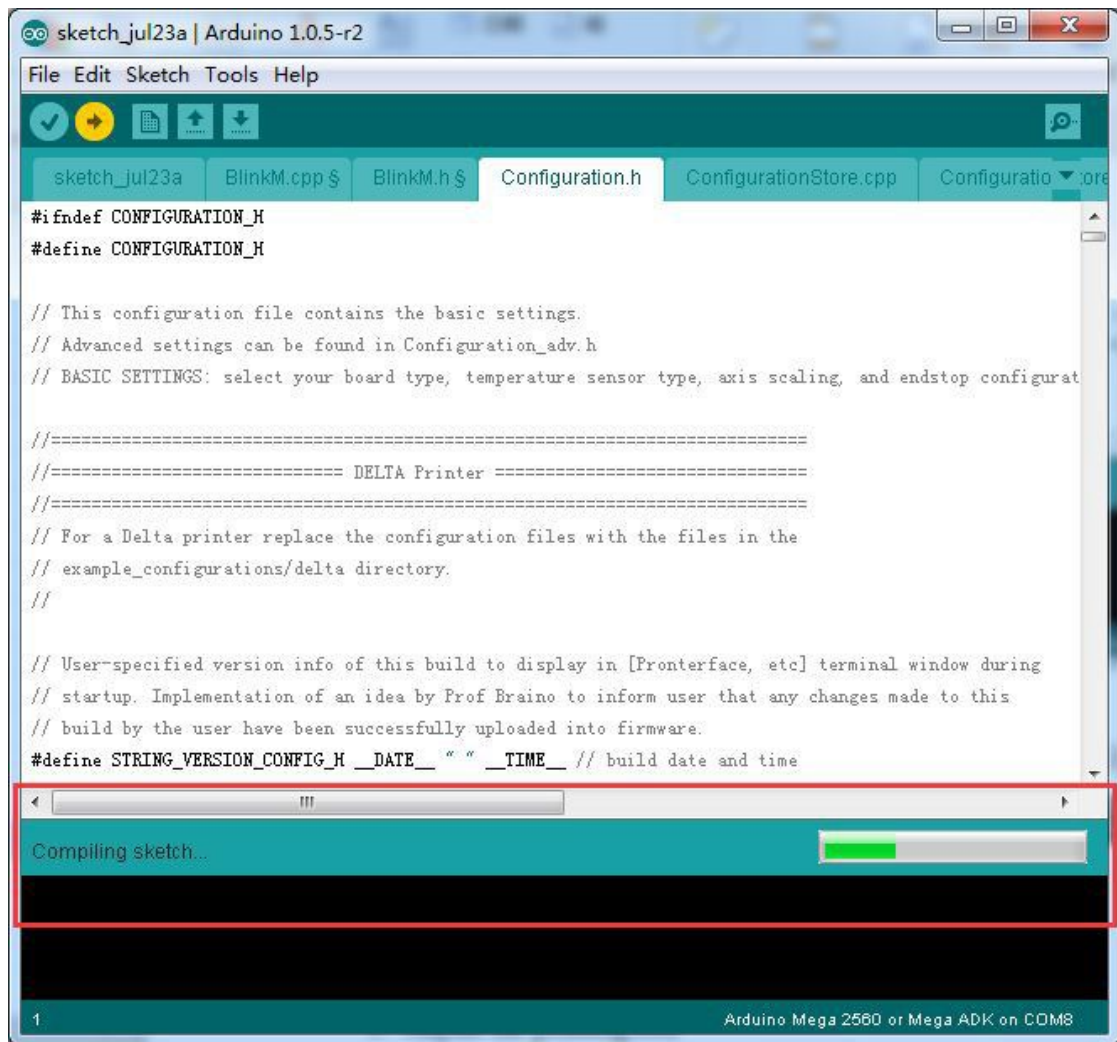 sketch_jul23a | Arduino 1.0.5-r2
File Edit Sketch Tools Help
sketch_jul23a BlinkM.cpp § BlinkM.h § Configuration.h ConfigurationStore.cpp Configuratio ore
#ifndef CONFIGURATION_H
#define CONFIGURATION_H
// This configuration file contains the basic settings.
// Advanced settings can be found in Configuration_adv.h
// BASIC SETTINGS: select your board type, temperature sensor type, axis scaling, and endstop configurat
//===========================================================================
//============================= DELTA Printer ===============================
//===========================================================================
// For a Delta printer replace the configuration files with the files in the
// example_configurations/delta directory.
//
// User-specified version info of this build to display in [Pronterface, etc] terminal window during
// startup. Implementation of an idea by Prof Braino to inform user that any changes made to this
// build by the user have been successfully uploaded into firmware.
#define STRING_VERSION_CONFIG_H __DATE__ " " __TIME__ // build date and time
Compiling sketch...
1 Arduino Mega 2560 or Mega ADK on COM8